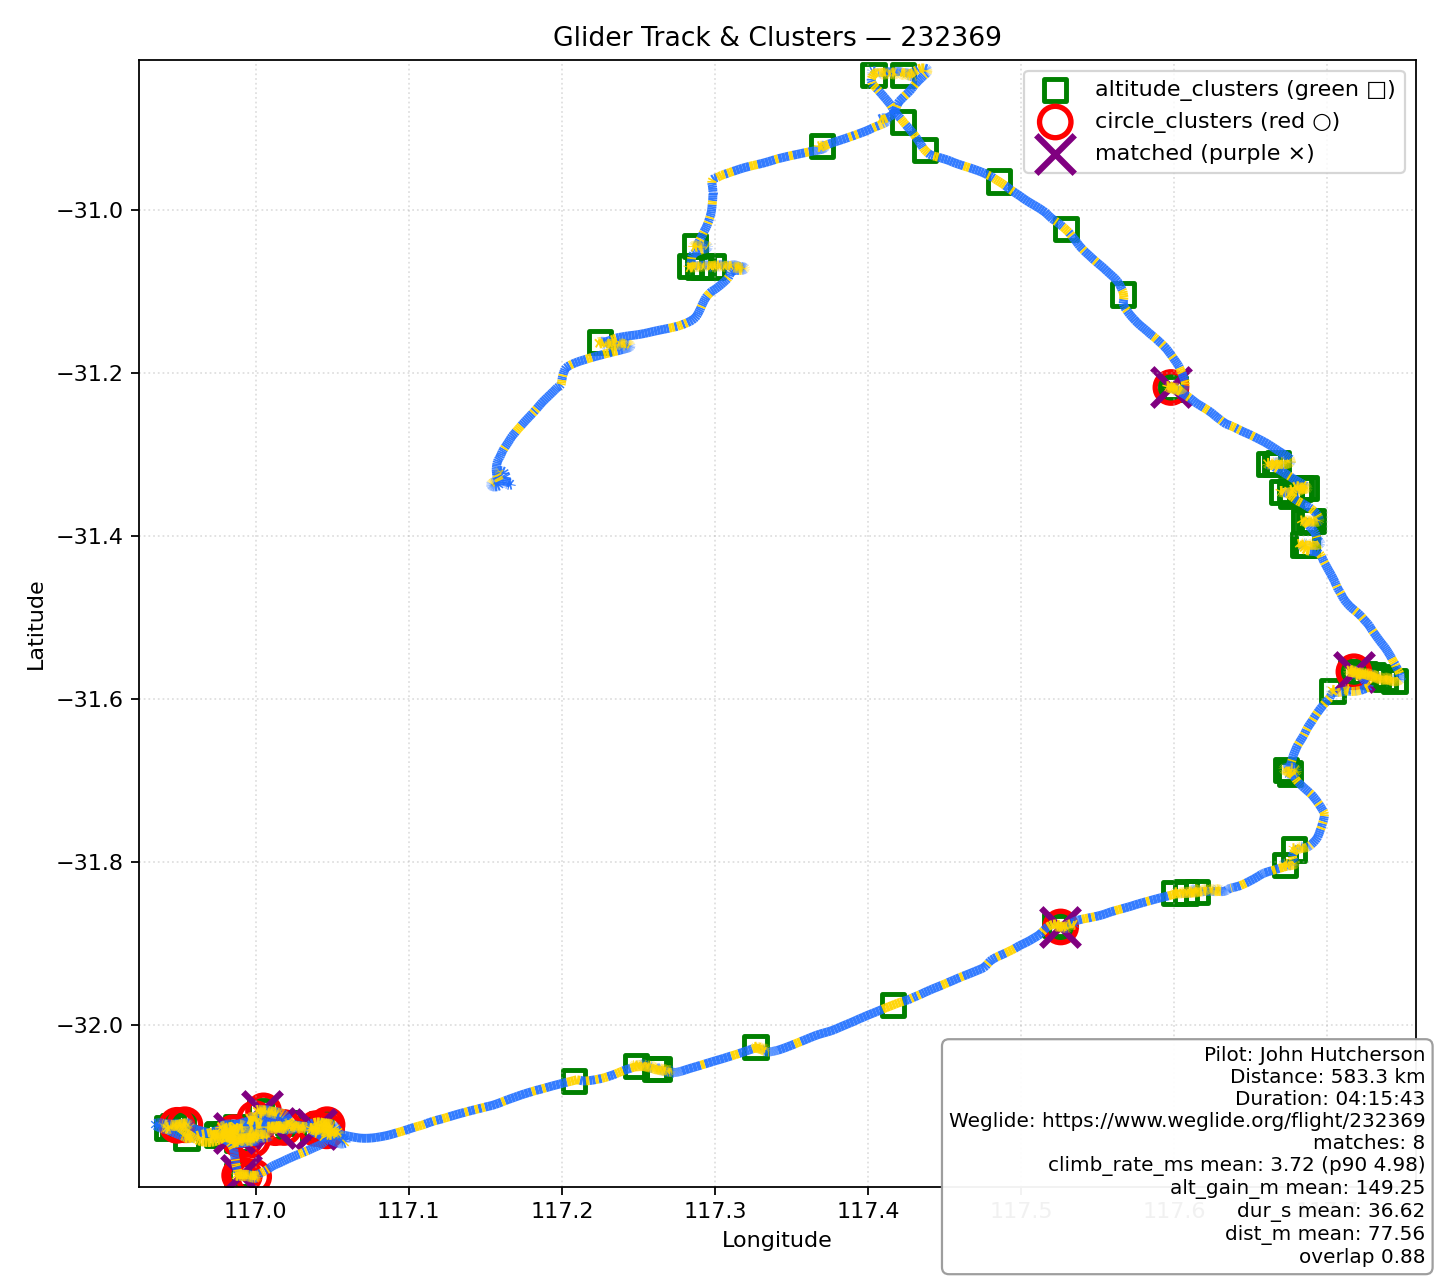 Glider Track & Clusters — 232369
altitude_clusters (green □)
circle_clusters (red ○)
matched (purple ×)
−31.0
−31.2
−31.4
−31.6
−31.8
−32.0
Latitude
117.0
117.1
117.2
117.3
117.4
117.5
117.6
Longitude
Pilot: John Hutcherson
Distance: 583.3 km
Duration: 04:15:43
Weglide: https://www.weglide.org/flight/232369
matches: 8
climb_rate_ms mean: 3.72 (p90 4.98)
alt_gain_m mean: 149.25
dur_s mean: 36.62
dist_m mean: 77.56
overlap 0.88